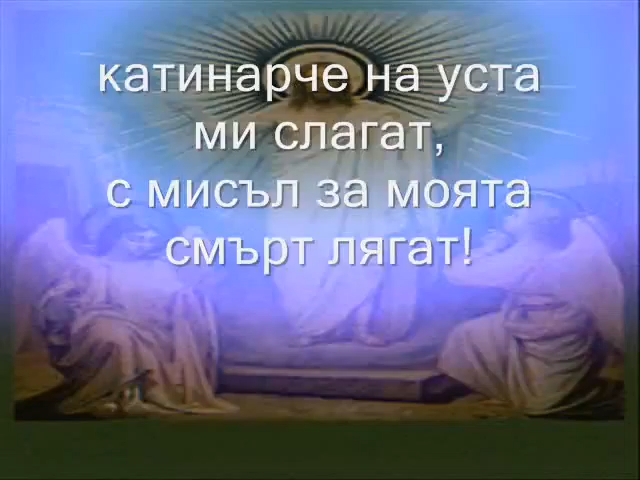 катинарче на уста
ми слагат,
с мисъл за моята
смърт лягат!